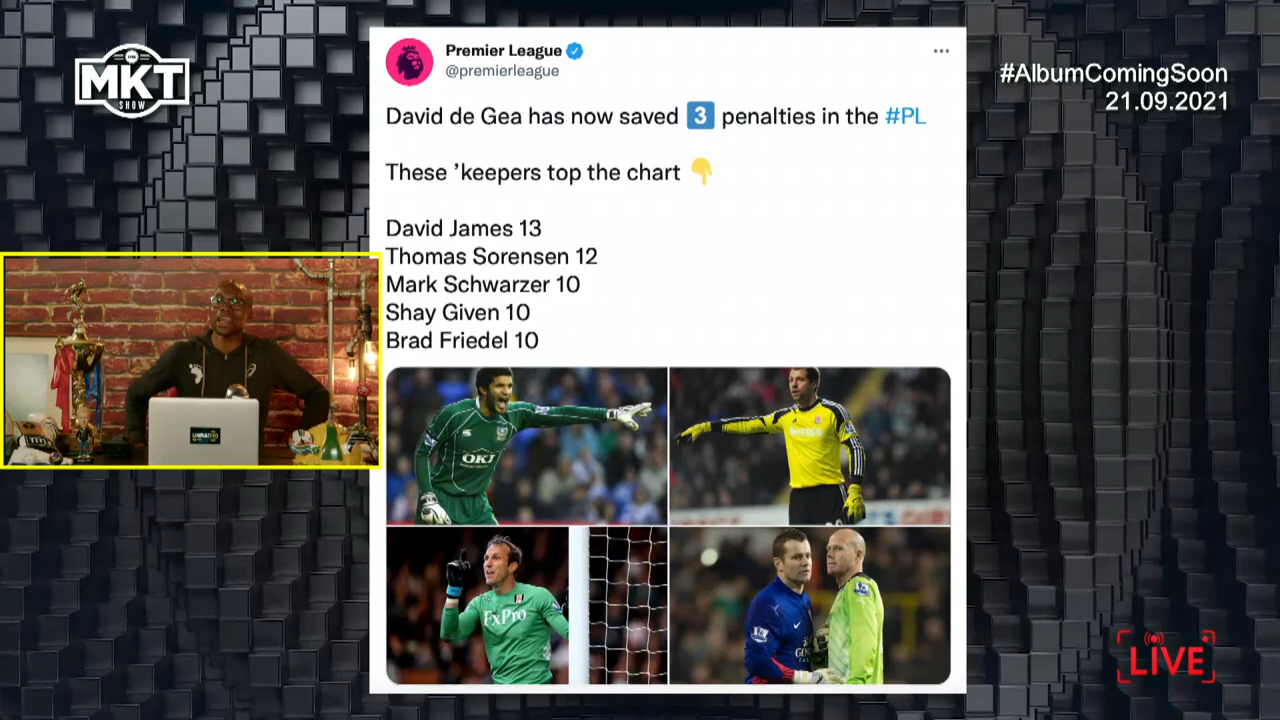 MKT
SHOW
#AlbumComingSoon
21.09.2021
Premier League
@premierleague
David de Gea has now saved 3 penalties in the #PL
These ’keepers top the chart 👇
David James 13
Thomas Sorensen 12
Mark Schwarzer 10
Shay Given 10
Brad Friedel 10
OKI
FxPro
LIVE